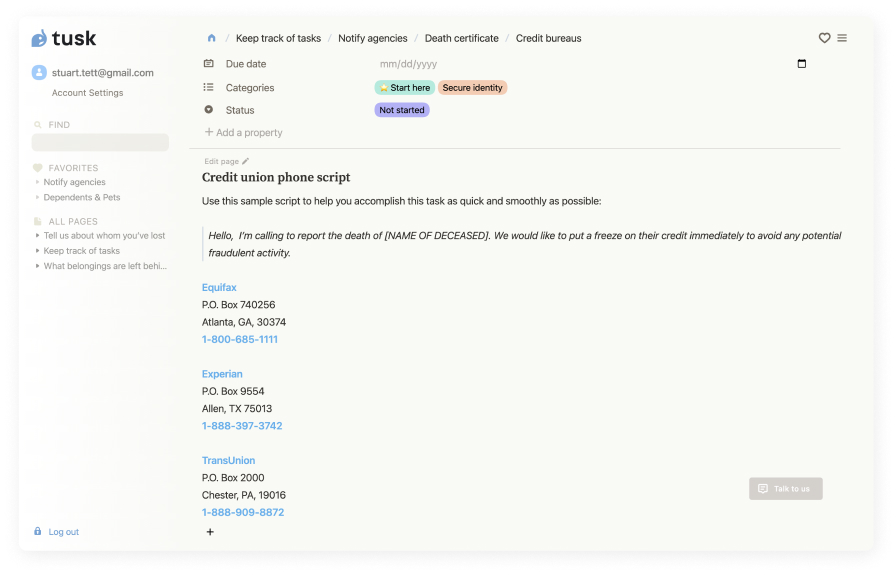 tusk
stuart.tett@gmail.com
Account Settings
FIND
FAVORITES
Notify agencies
Dependents & Pets
ALL PAGES
Tell us about whom you've lost
Keep track of tasks
What belongings are left behi...
Log out
/ Keep track of tasks / Notify agencies / Death certificate / Credit bureaus
Due date mm/dd/yyyy
Categories Start here Secure identity
Status Not started
+ Add a property
Edit page
Credit union phone script
Use this sample script to help you accomplish this task as quick and smoothly as possible:
Hello, I'm calling to report the death of [NAME OF DECEASED]. We would like to put a freeze on their credit immediately to avoid any potential
fraudulent activity.
Equifax
P.O. Box 740256
Atlanta, GA, 30374
1-800-685-1111
Experian
P.O. Box 9554
Allen, TX 75013
1-888-397-3742
TransUnion
P.O. Box 2000
Chester, PA, 19016
1-888-909-8872
+
Talk to us